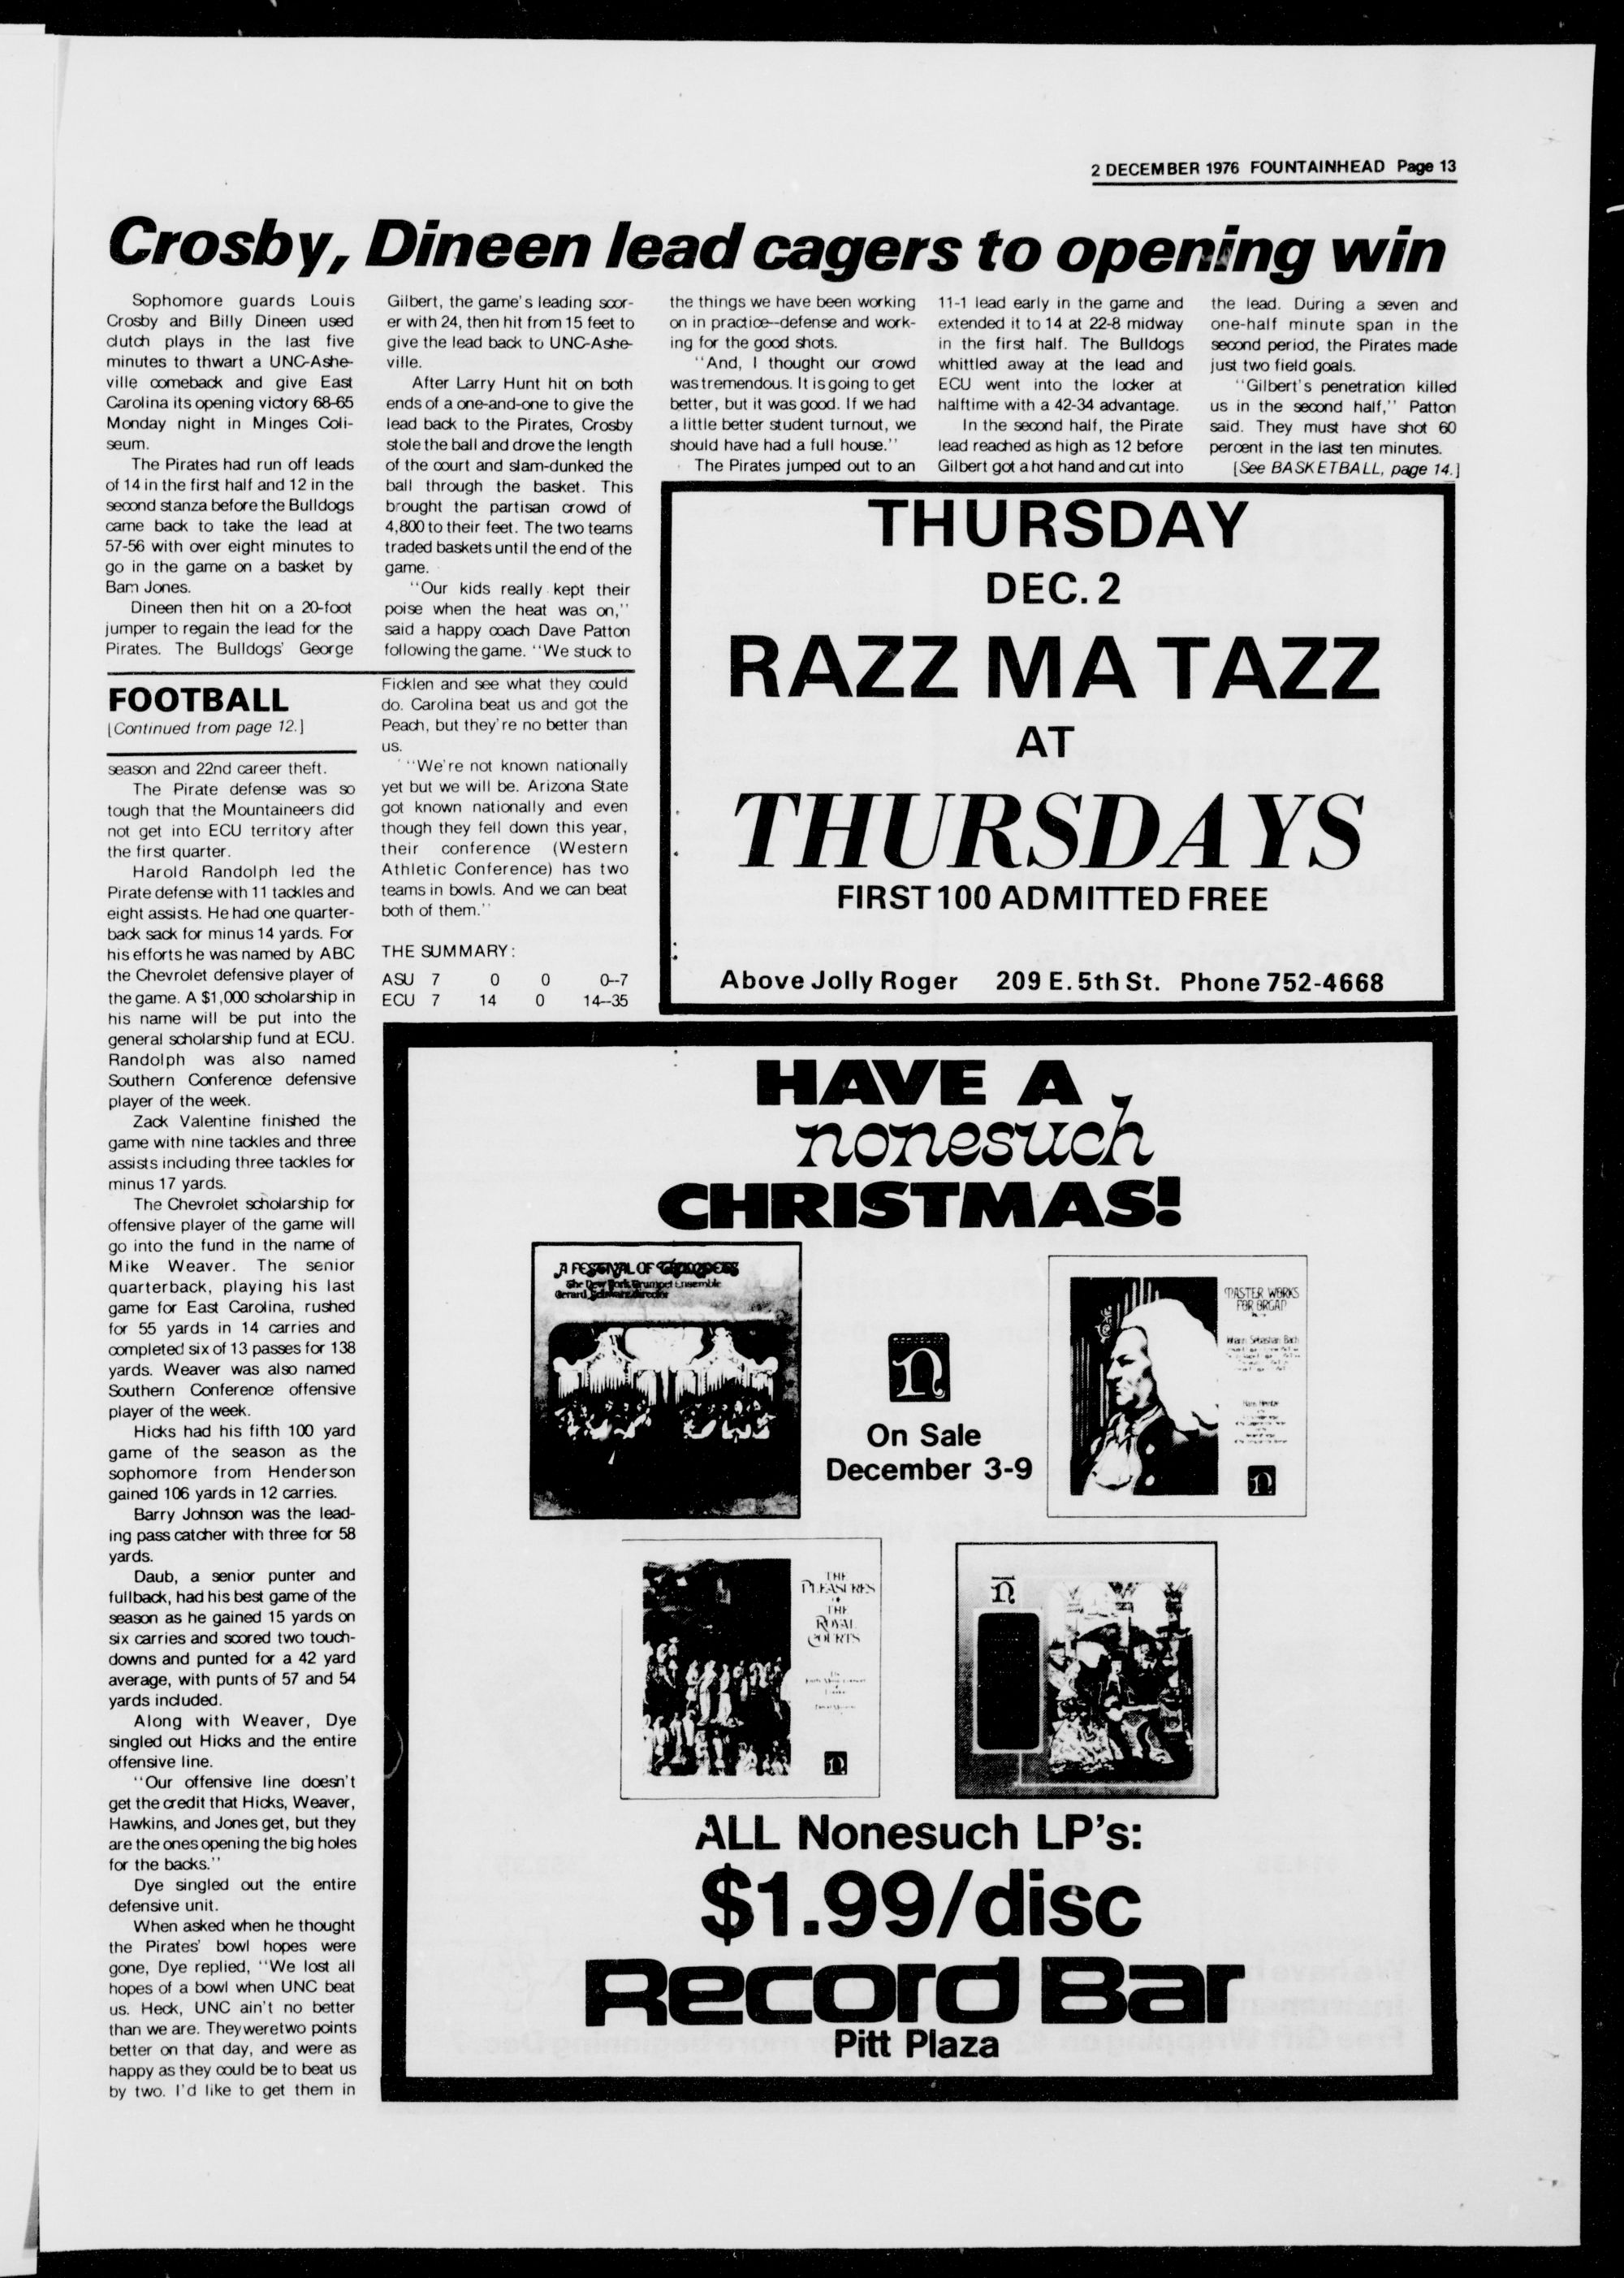 2 DECEMBER 1976 FOUNTAINHEAD Page 13
Crosby, Dineen lead cagers to opening win
Sophomore guards Louis
Crosby and Billy Dineen used
clutch plays in the last five
minutes to thwart a UNC-Ashe-
ville comeback and give East
Carolina its opening victory 68-65
Monday night in Minges Coli-
seum.
The Pirates had run off leads
of 14 in the first half and 12 in the
second stanza before the Bulldogs
came back to take the lead at
57-56 with over eight minutes to
go in the game on a basket by
Bam Jones.
Dineen then hit on a 20-foot
jumper to regain the lead for the
Pirates. The Bulldogs' George
Gilbert, the game's leading scor-
er with 24, then hit from 15 feet to
give the lead back to UNC-Ashe-
ville.
After Larry Hunt hit on both
ends of a one-and-one to give the
lead back to the Pirates, Crosby
stole the ball and drove the length
of the court and slam-dunked the
ball through the basket. This
brought the partisan crowd of
4,800 to their feet. The two teams
traded baskets until the end of the
game.
"Our kids really kept their
poise when the heat was on,"
said a happy coach Dave Patton
following the game. "We stuck to
the things we have been working
on in practice--defense and work-
ing for the good shots.
"And, I thought our crowd
was tremendous. It is going to get
better, but it was good. If we had
a little better student turnout, we
should have had a full house."
The Pirates jumped out to an
11-1 lead early in the game and
extended it to 14 at 22-8 midway
in the first half. The Bulldogs
whittled away at the lead and
ECU went into the locker at
halftime with a 42-34 advantage.
In the second half, the Pirate
lead reached as high as 12 before
Gilbert got a hot hand and cut into
the lead. During a seven and
one-half minute span in the
second period, the Pirates made
just two field goals.
"Gilbert's penetration killed
us in the second half," Patton
said. They must have shot 60
percent in the last ten minutes.
[See BASKETBALL, page 14.]
FOOTBALL
[Continued from page 12.]
season and 22nd career theft.
The Pirate defense was so
tough that the Mountaineers did
not get into ECU territory after
the first quarter.
Harold Randolph led the
Pirate defense with 11 tackles and
eight assists. He had one quarter-
back sack for minus 14 yards. For
his efforts he was named by ABC
the Chevrolet defensive player of
the game. A $1,000 scholarship in
his name will be put into the
general scholarship fund at ECU.
Randolph was also named
Southern Conference defensive
player of the week.
Zack Valentine finished the
game with nine tackles and three
assists including three tackles for
minus 17 yards.
The Chevrolet scholarship for
offensive player of the game will
go into the fund in the name of
Mike Weaver. The senior
quarterback, playing his last
game for East Carolina, rushed
for 55 yards in 14 carries and
completed six of 13 passes for 138
yards. Weaver was also named
Southern Conference offensive
player of the week.
Hicks had his fifth 100 yard
game of the season as the
sophomore from Henderson
gained 106 yards in 12 carries.
Barry Johnson was the lead-
ing pass catcher with three for 58
yards.
Daub, a senior punter and
fullback, had his best game of the
season as he gained 15 yards on
six carries and scored two touch-
downs and punted for a 42 yard
average, with punts of 57 and 54
yards included.
Along with Weaver, Dye
singled out Hicks and the entire
offensive line.
"Our offensive line doesn't
get the credit that Hicks, Weaver,
Hawkins, and Jones get, but they
are the ones opening the big holes
for the backs."
Dye singled out the entire
defensive unit.
When asked when he thought
the Pirates' bowl hopes were
gone, Dye replied, "We lost all
hopes of a bowl when UNC beat
us. Heck, UNC ain't no better
than we are. They were two points
better on that day, and were as
happy as they could be to beat us
by two. I'd like to get them in
Ficklen and see what they could
do. Carolina beat us and got the
Peach, but they're no better than
us.
"We're not known nationally
yet but we will be. Arizona State
got known nationally and even
though they fell down this year,
their conference (Western
Athletic Conference) has two
teams in bowls. And we can beat
both of them."
THE SUMMARY:
ASU 7 0 0 0--7
ECU 7 14 0 14--35
THURSDAY
DEC. 2
RAZZ MA TAZZ
AT
THURSDAYS
FIRST 100 ADMITTED FREE
Above Jolly Roger 209 E. 5th St. Phone 752-4668
HAVE A
nonesuch
CHRISTMAS!
A FESTIVAL OF TRUMPETS
The New York Trumpet Ensemble
Gerard Schwarz director
n
On Sale
December 3-9
MASTER WORKS
FOR ORGAN
Johann Sebastian Bach
n
THE
PLEASURES
OF
THE
ROYAL
COURTS
n
n
ALL Nonesuch LP's:
$1.99/disc
Record Bar
Pitt Plaza